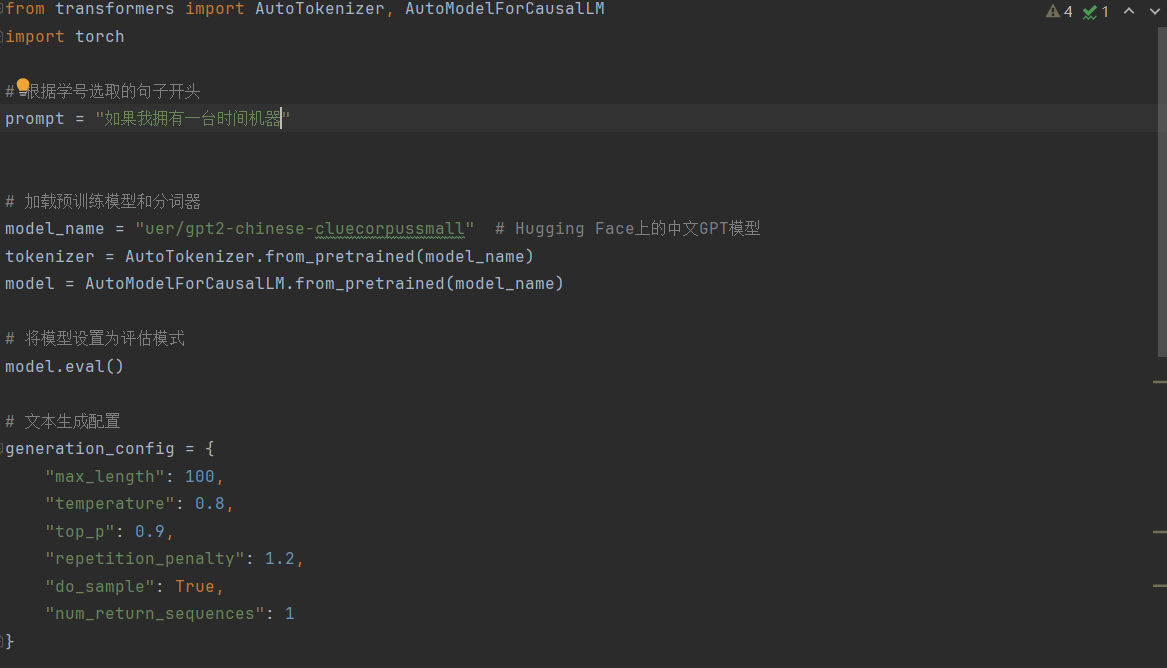 from transformers import AutoTokenizer, AutoModelForCausalLM
4 1
import torch
# 根据学号选取的句子开头
prompt = "如果我拥有一台时间机器"
# 加载预训练模型和分词器
model_name = "uer/gpt2-chinese-cluecorpussmall"  # Hugging Face上的中文GPT模型
tokenizer = AutoTokenizer.from_pretrained(model_name)
model = AutoModelForCausalLM.from_pretrained(model_name)
# 将模型设置为评估模式
model.eval()
# 文本生成配置
generation_config = {
    "max_length": 100,
    "temperature": 0.8,
    "top_p": 0.9,
    "repetition_penalty": 1.2,
    "do_sample": True,
    "num_return_sequences": 1
}